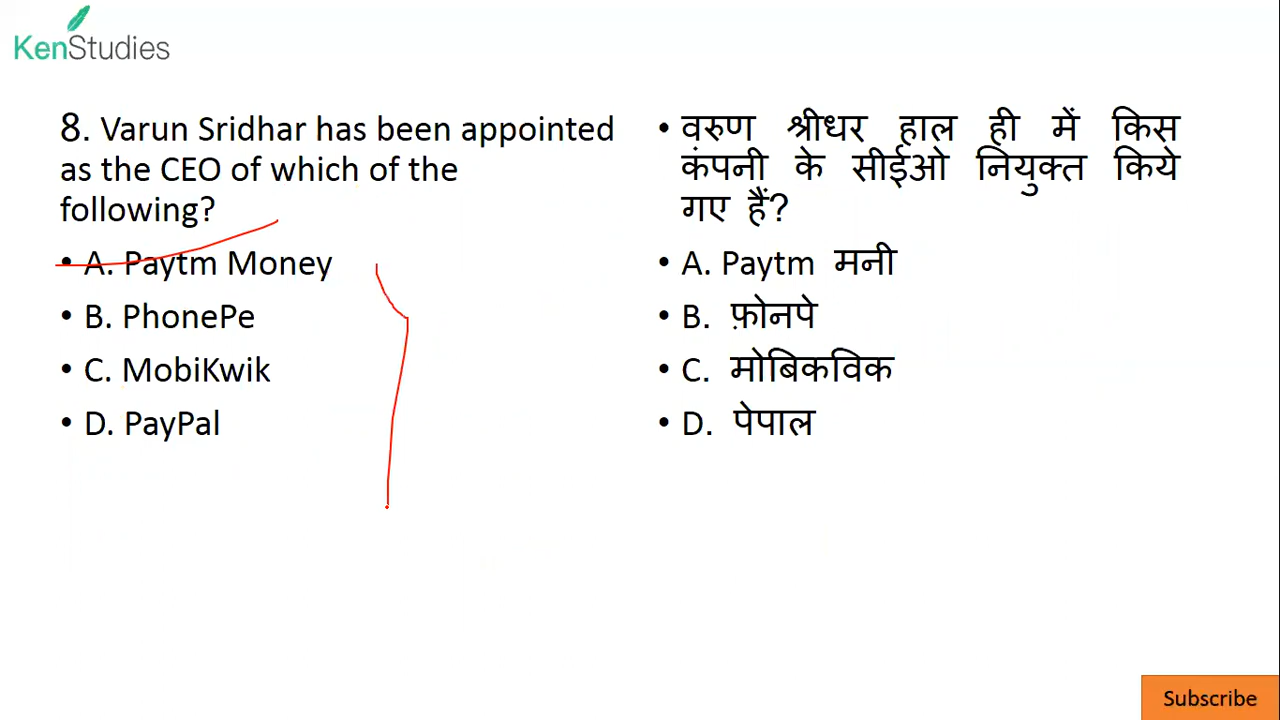 KenStudies
8. Varun Sridhar has been appointed
as the CEO of which of the
following?
• A. Paytm Money
• B. PhonePe
• C. MobiKwik
• D. PayPal
• वरुण श्रीधर हाल ही में किस
कंपनी के सीईओ नियुक्त किये
गए हैं?
• A. Paytm मनी
• B. फ़ोनपे
• C. मोबिकविक
• D. पेपाल
Subscribe